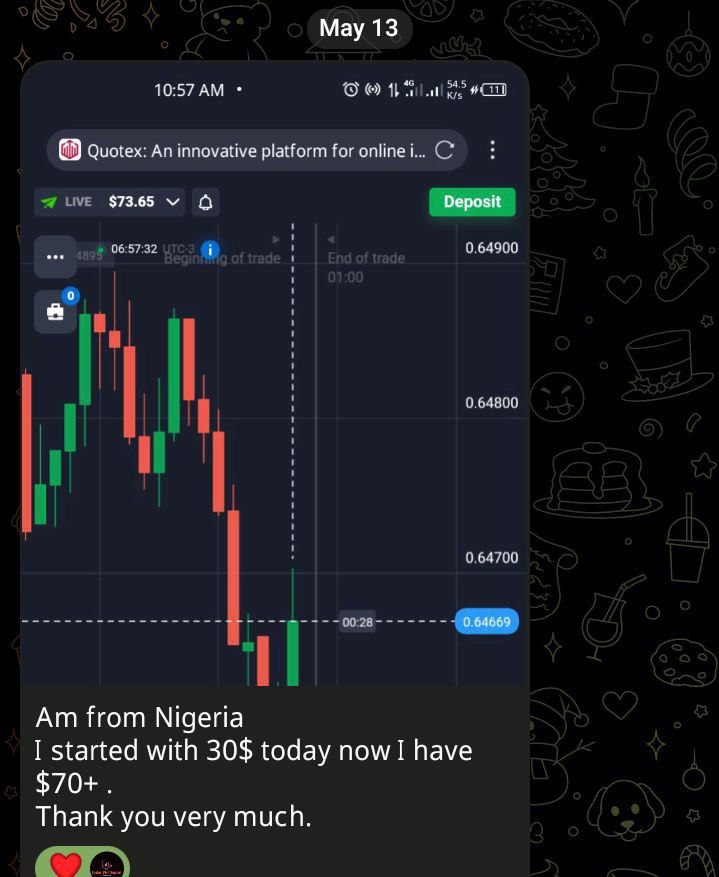 May 13
10:57 AM •
4G
54.5
K/s
11
Quotex: An innovative platform for online i...
LIVE $73.65
Deposit
4895
06:57:32 UTC-3 i
Beginning of trade
End of trade
01:00
0
0.64900
0.64800
0.64700
00:28
0.64669
Am from Nigeria
I started with 30$ today now I have
$70+ .
Thank you very much.